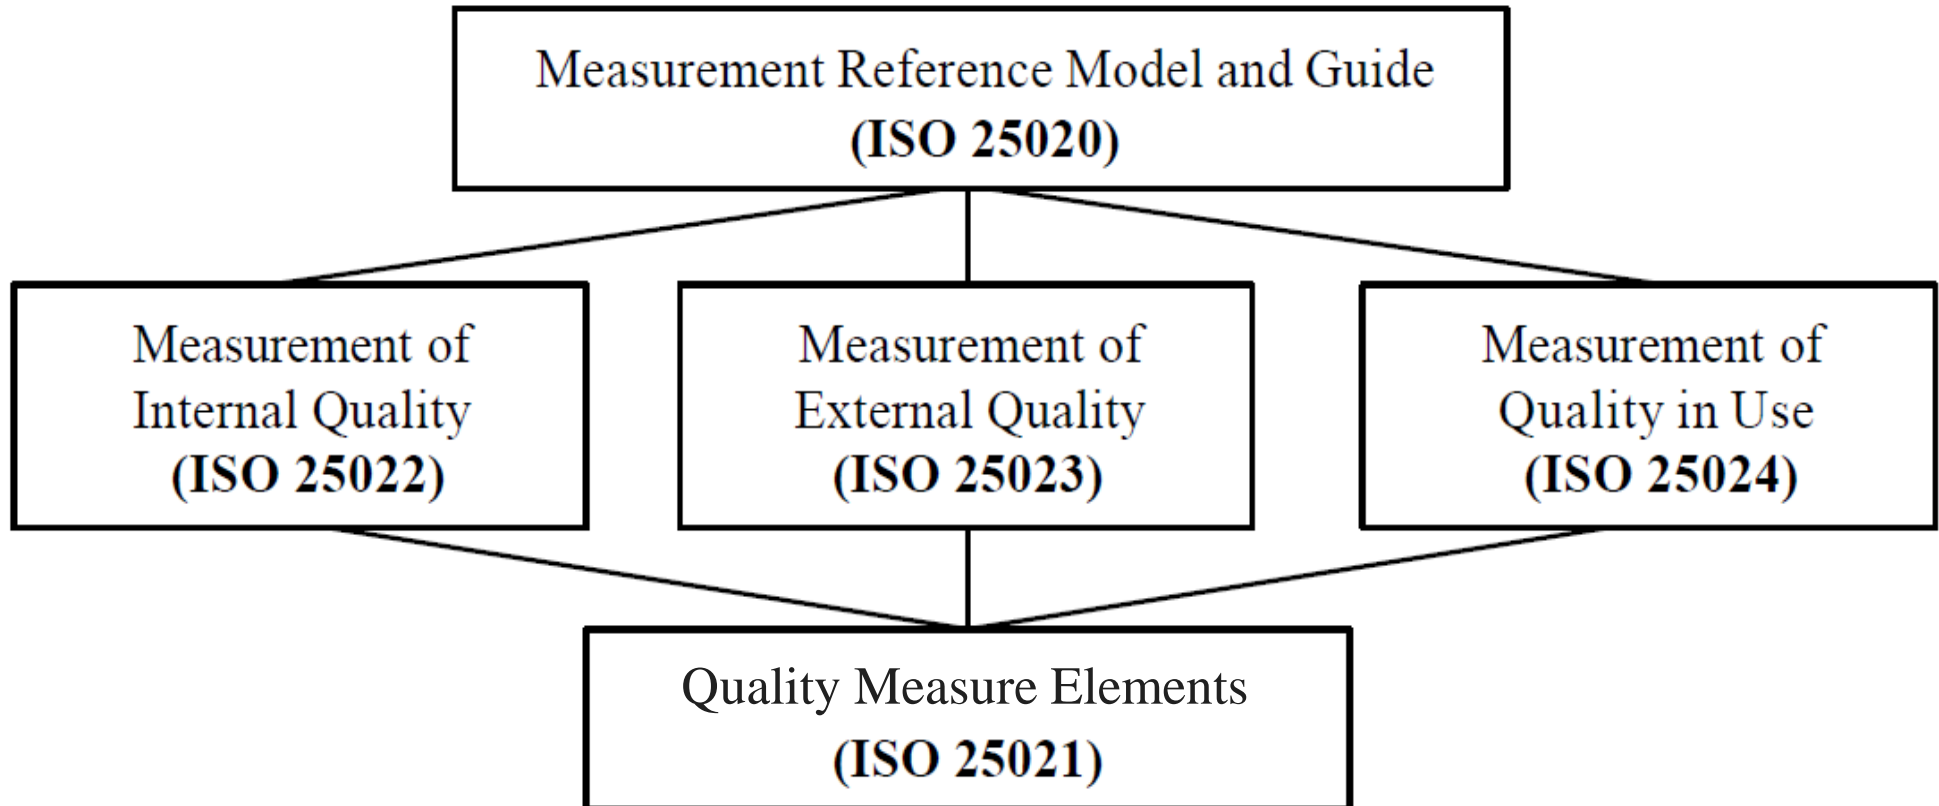 Measurement Reference Model and Guide
(ISO 25020)
Measurement of
Internal Quality
(ISO 25022)
Measurement of
External Quality
(ISO 25023)
Measurement of
Quality in Use
(ISO 25024)
Quality Measure Elements
(ISO 25021)